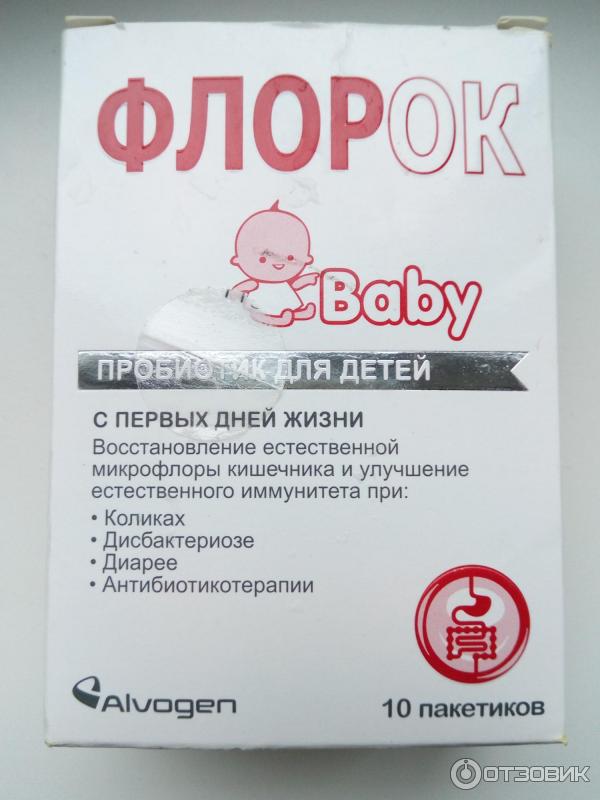 ФЛОРОК
Baby
ПРОБИОТИК ДЛЯ ДЕТЕЙ
С ПЕРВЫХ ДНЕЙ ЖИЗНИ
Восстановление естественной
микрофлоры кишечника и улучшение
естественного иммунитета при:
• Коликах
• Дисбактериозе
• Диарее
• Антибиотикотерапии
Alvogen
10 пакетиков
ОТЗОВИК